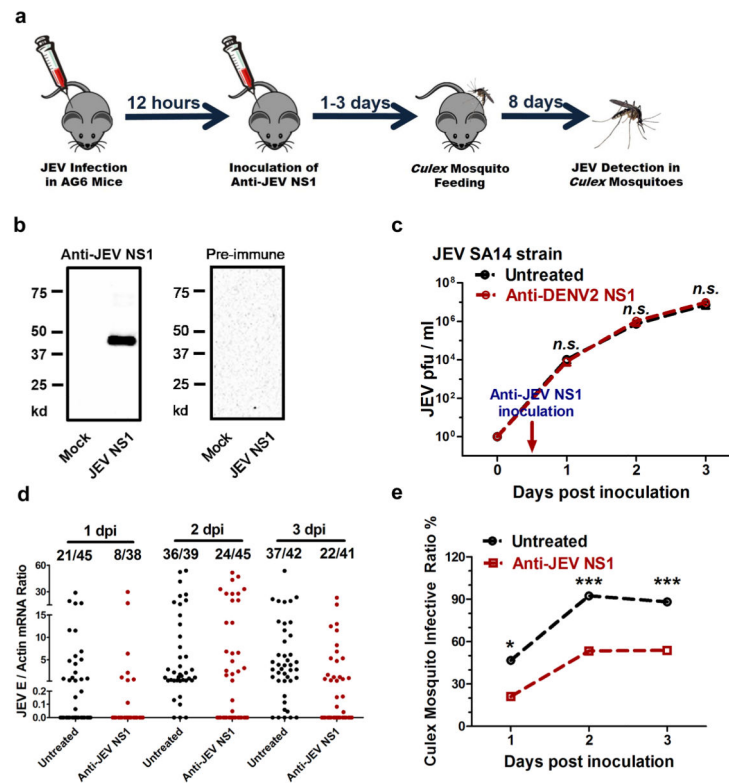 a
12 hours
1-3 days
8 days
JEV Infection
in AG6 Mice
Inoculation of
Anti-JEV NS1
Culex Mosquito
Feeding
JEV Detection in
Culex Mosquitoes
b
Anti-JEV NS1
Pre-immune
75
50
37
25
kd
Mock
JEV NS1
75
50
37
25
kd
Mock
JEV NS1
c
JEV SA14 strain
Untreated
Anti-DENV2 NS1
JEV pfu / ml
10⁸
10⁶
10⁴
10²
10⁰
n.s.
n.s.
n.s.
Anti-JEV NS1
inoculation
0
1
2
3
Days post inoculation
d
1 dpi
2 dpi
3 dpi
21/45
8/38
36/39
24/45
37/42
22/41
JEV E / Actin mRNA Ratio
60
30
15
10
5
0.2
0.1
0.0
Untreated
Anti-JEV NS1
Untreated
Anti-JEV NS1
Untreated
Anti-JEV NS1
e
Untreated
Anti-JEV NS1
Culex Mosquito Infective Ratio %
120
90
60
30
0
*
***
***
1
2
3
Days post inoculation